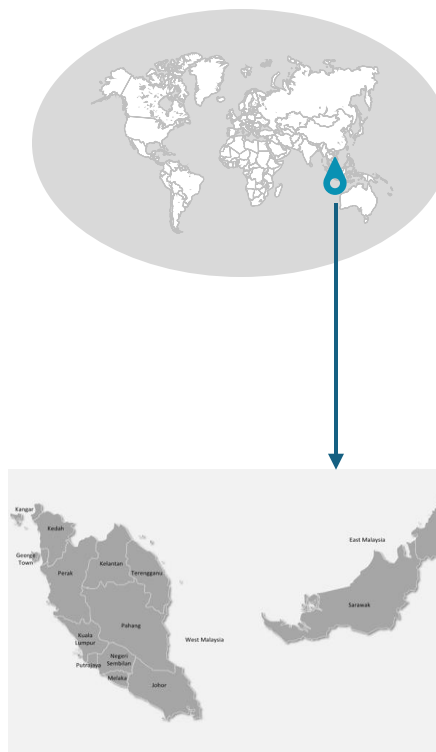 Kangar
Kedah
George
Town
Perak
Kelantan
Terengganu
Pahang
Kuala
Lumpur
Putrajaya
Negeri
Sembilan
Melaka
Johor
West Malaysia
East Malaysia
Sarawak